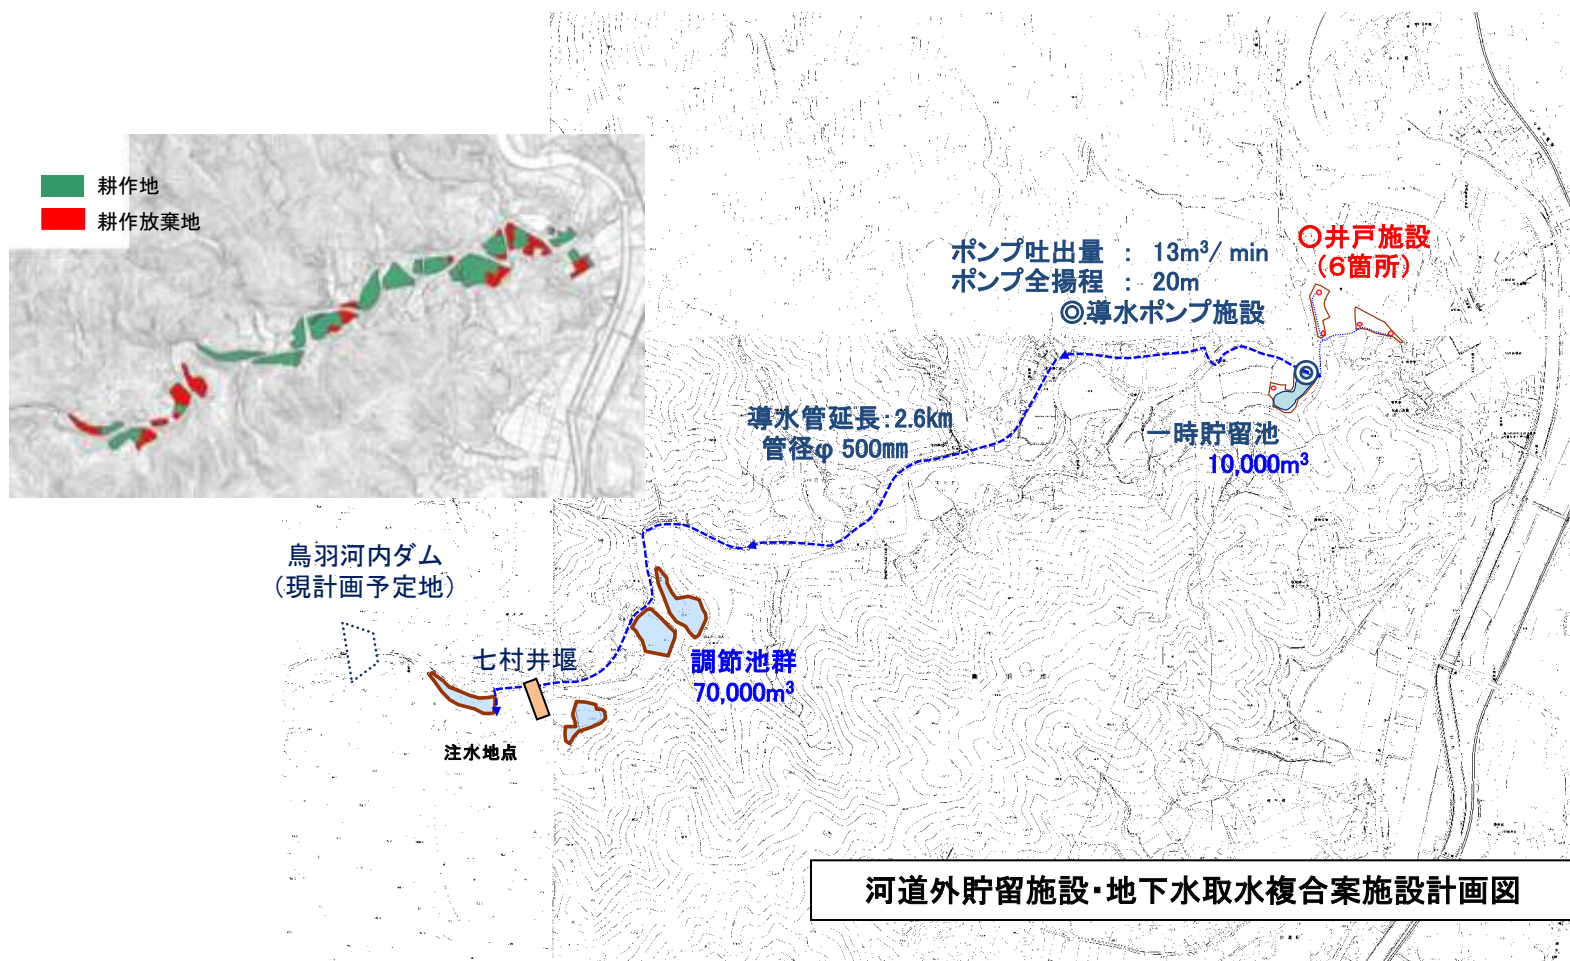 耕作地
耕作放棄地
ポンプ吐出量 : 13m³/ min
ポンプ全揚程 : 20m
◎導水ポンプ施設
○井戸施設
(6箇所)
導水管延長:2.6km
管径φ 500mm
一時貯留池
10,000m³
鳥羽河内ダム
(現計画予定地)
七村井堰
調節池群
70,000m³
注水地点
河道外貯留施設・地下水取水複合案施設計画図